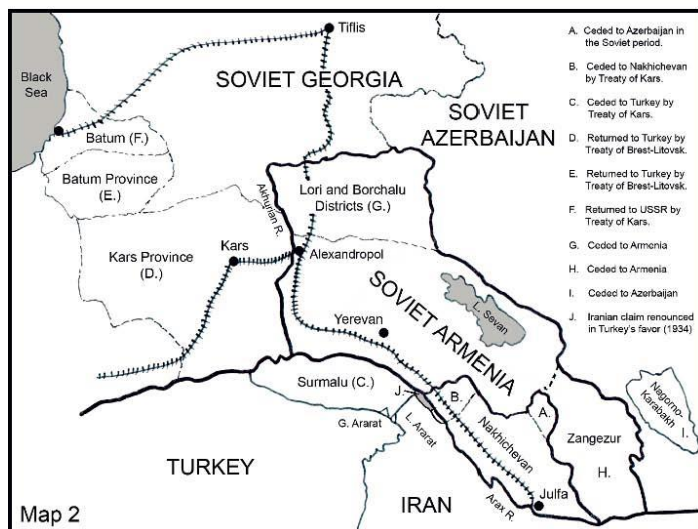 Tiflis
Black
Sea
SOVIET GEORGIA
SOVIET
AZERBAIJAN
Batum (F.)
Batum Province
(E.)
Lori and Borchalu
Districts (G.)
Akhurian R.
Kars Province
(D.)
Kars
Alexandropol
SOVIET ARMENIA
L. Sevan
Yerevan
Surmalu (C.)
J.
B.
A.
G. Ararat
L. Ararat
Nakhichevan
Zangezur
H.
Nagorno-
Karabakh
I.
TURKEY
IRAN
Arax R.
Julfa
Map 2
A. Ceded to Azerbaijan in
the Soviet period.
B. Ceded to Nakhichevan
by Treaty of Kars.
C. Ceded to Turkey by
Treaty of Kars.
D. Returned to Turkey by
Treaty of Brest-Litovsk.
E. Returned to Turkey by
Treaty of Brest-Litovsk.
F. Returned to USSR by
Treaty of Kars.
G. Ceded to Armenia
H. Ceded to Armenia
I. Ceded to Azerbaijan
J. Iranian claim renounced
in Turkey's favor (1934)